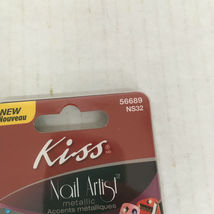 NEW
Nouveau
56689
NS32
Kiss
Nail Artist
metallic
Accents métalliques